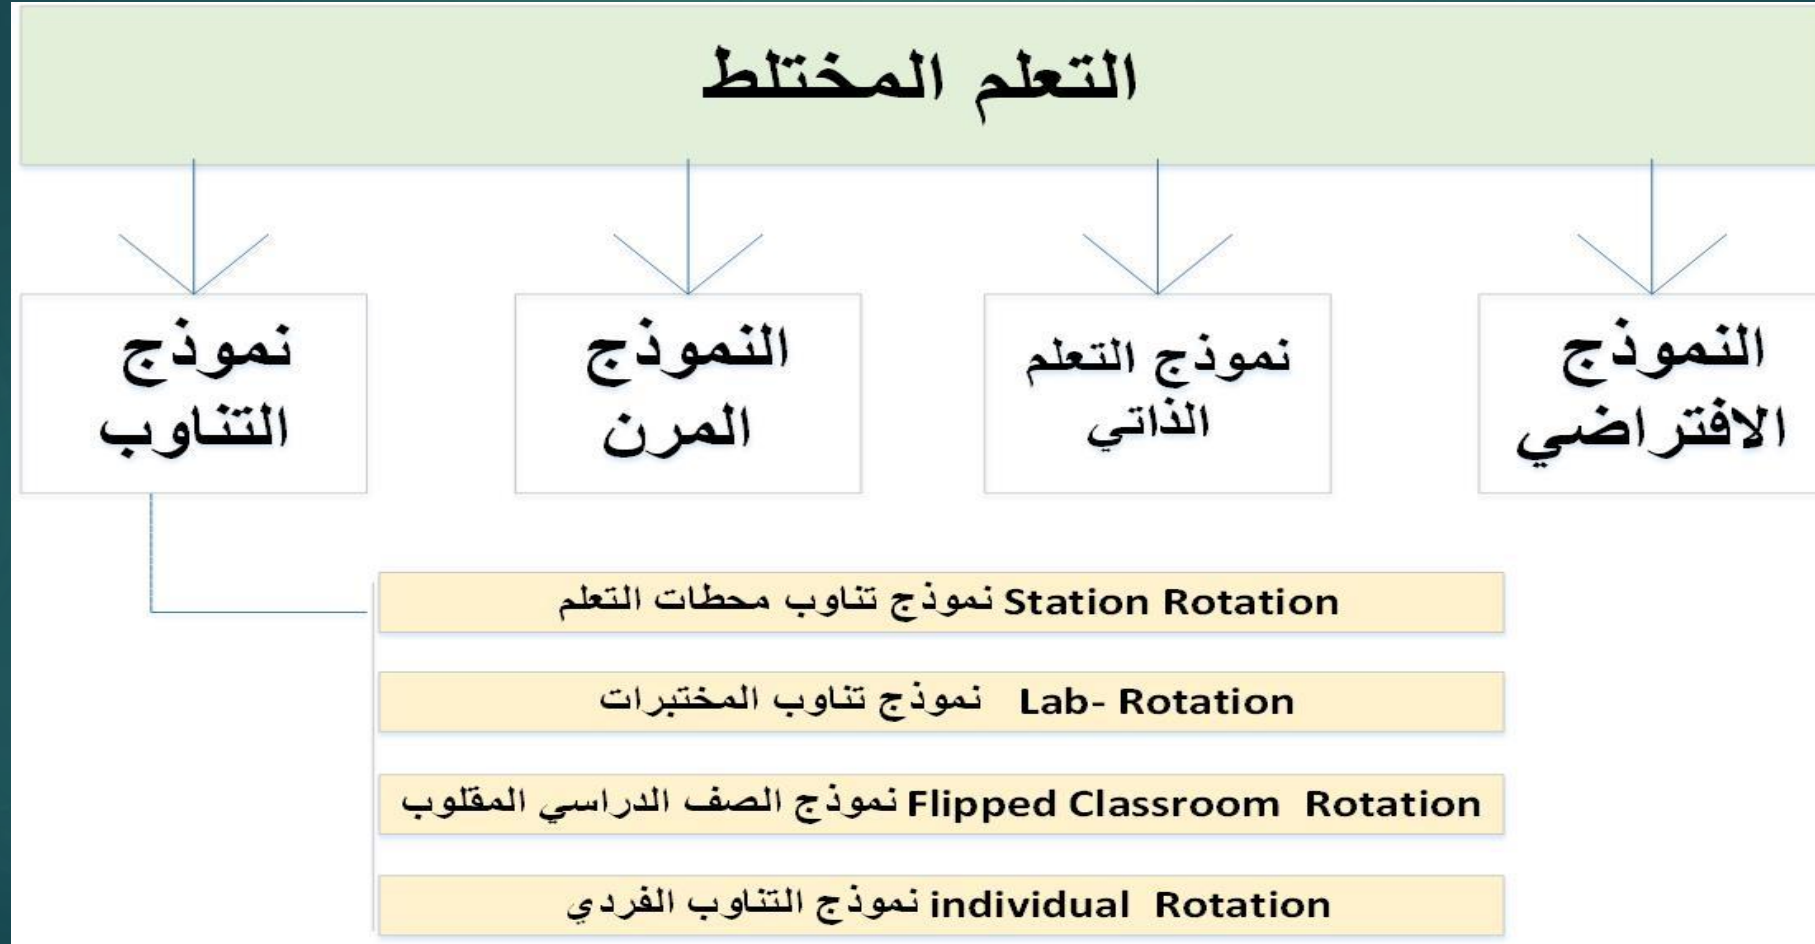 التعلم المختلط
النموذج
الافتراضي
نموذج التعلم
الذاتي
النموذج
المرن
نموذج
التناوب
Station Rotation نموذج تناوب محطات التعلم
Lab- Rotation نموذج تناوب المختبرات
Flipped Classroom Rotation نموذج الصف الدراسي المقلوب
individual Rotation نموذج التناوب الفردي